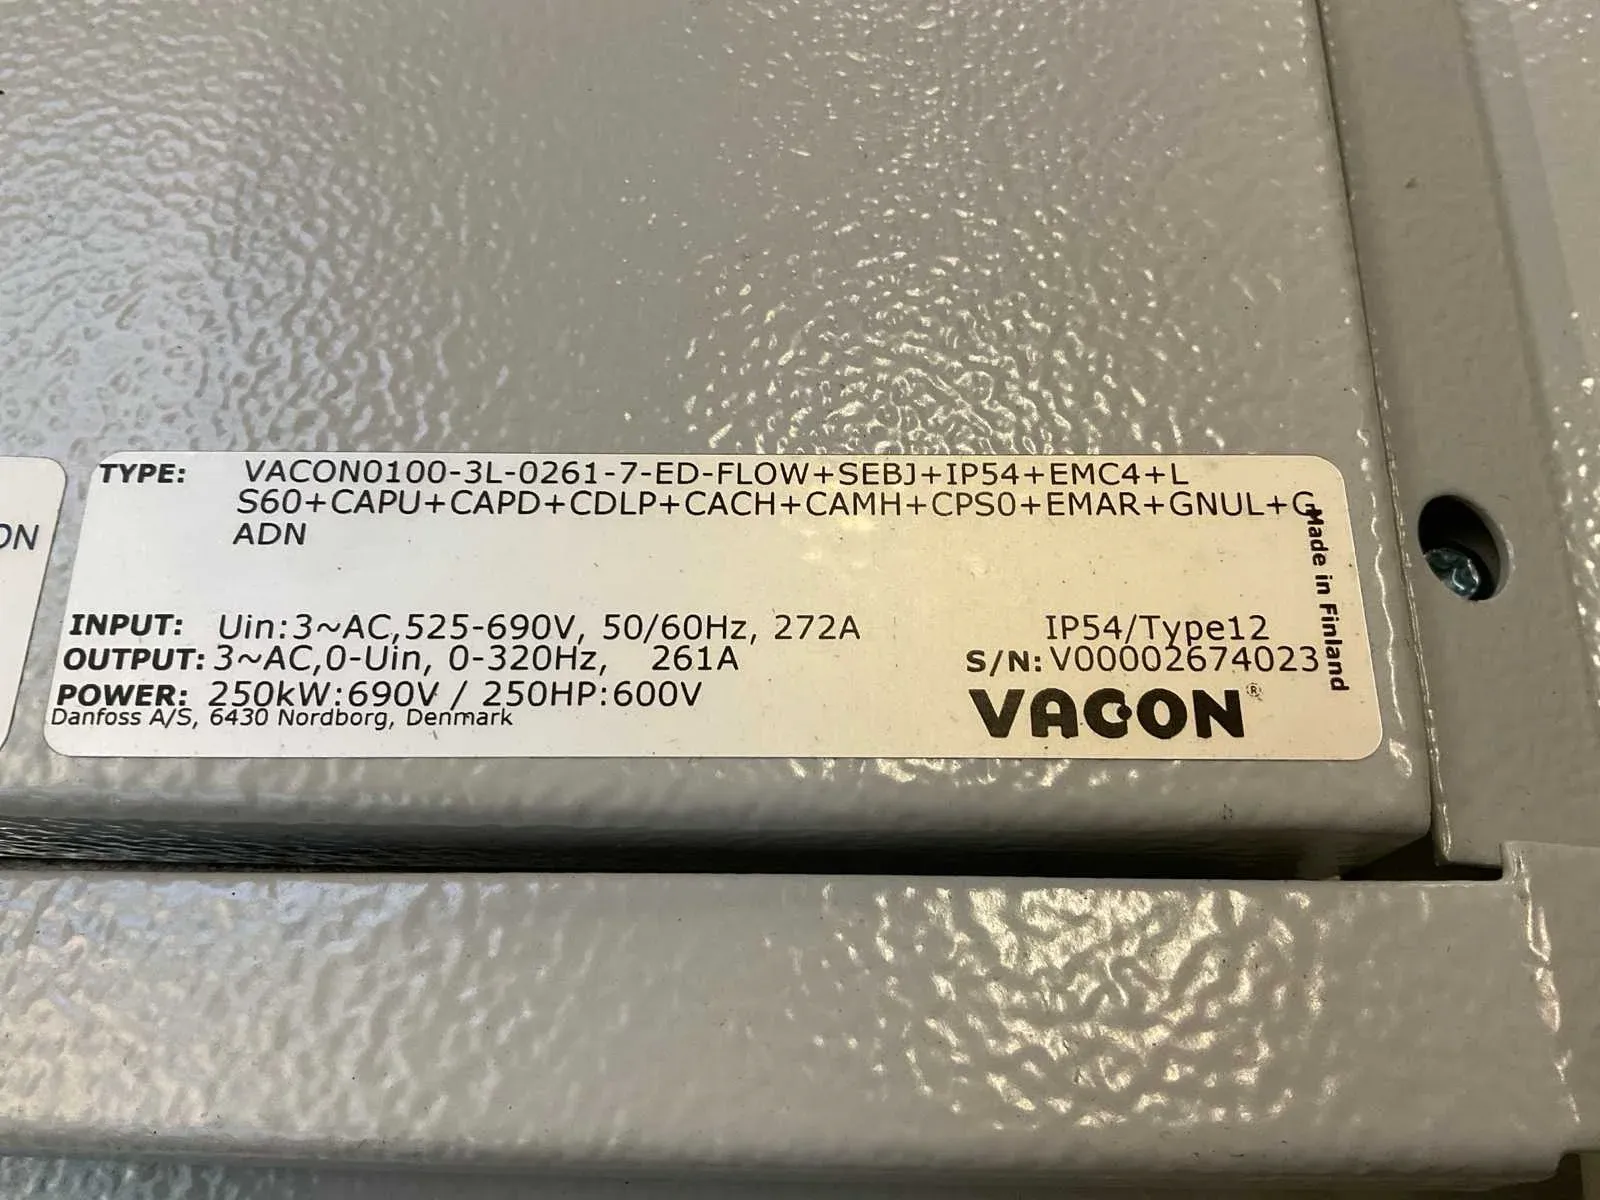 TYPE: VACON0100-3L-0261-7-ED-FLOW+SEBJ+IP54+EMC4+L
S60+CAPU+CAPD+CDLP+CACH+CAMH+CPS0+EMAR+GNUL+G
ADN
INPUT: Uin:3~AC,525-690V, 50/60Hz, 272A IP54/Type12
OUTPUT: 3~AC,0-Uin, 0-320Hz, 261A S/N: V00002674023
POWER: 250kW:690V / 250HP:600V
Danfoss A/S, 6430 Nordborg, Denmark
VACON®
Made in Finland